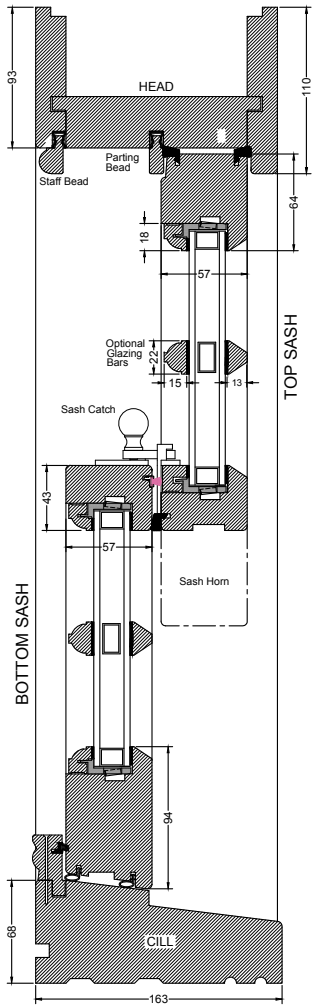 93
110
HEAD
Staff Bead
Parting
Bead
64
18
57
Optional
Glazing
Bars
22
15
13
TOP SASH
Sash Catch
43
57
Sash Horn
BOTTOM SASH
94
68
CILL
163